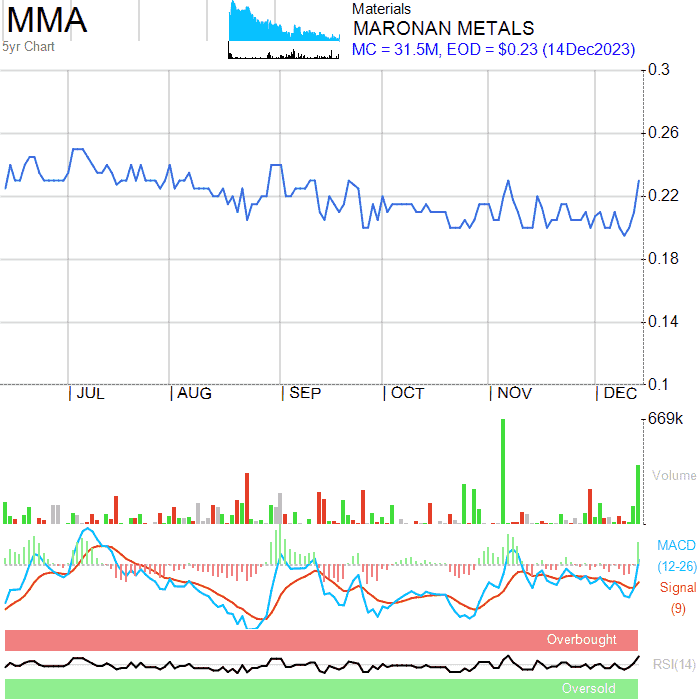 MMA
5yr Chart
Materials
MARONAN METALS
MC = 31.5M, EOD = $0.23 (14Dec2023)
0.3
0.26
0.22
0.18
0.14
0.1
JUL AUG SEP OCT NOV DEC
669k
Volume
MACD
(12-26)
Signal
(9)
Overbought
RSI(14)
Oversold